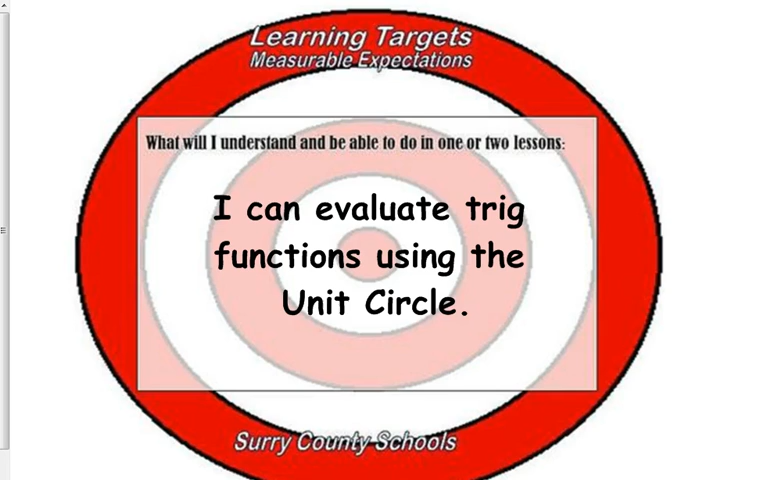 Learning Targets
Measurable Expectations
What will I understand and be able to do in one or two lessons:
I can evaluate trig
functions using the
Unit Circle.
Surry County Schools